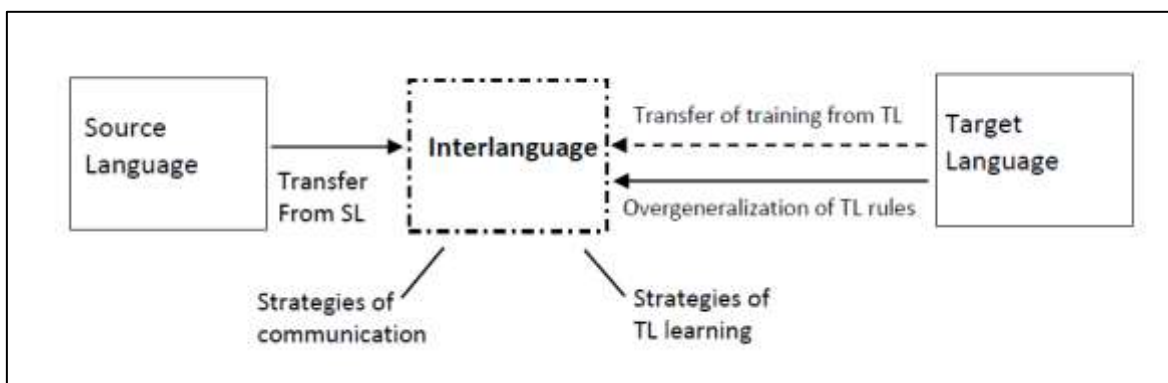 Source
Language
Transfer
From SL
Interlanguage
Transfer of training from TL
Overgeneralization of TL rules
Target
Language
Strategies of
communication
Strategies of
TL learning